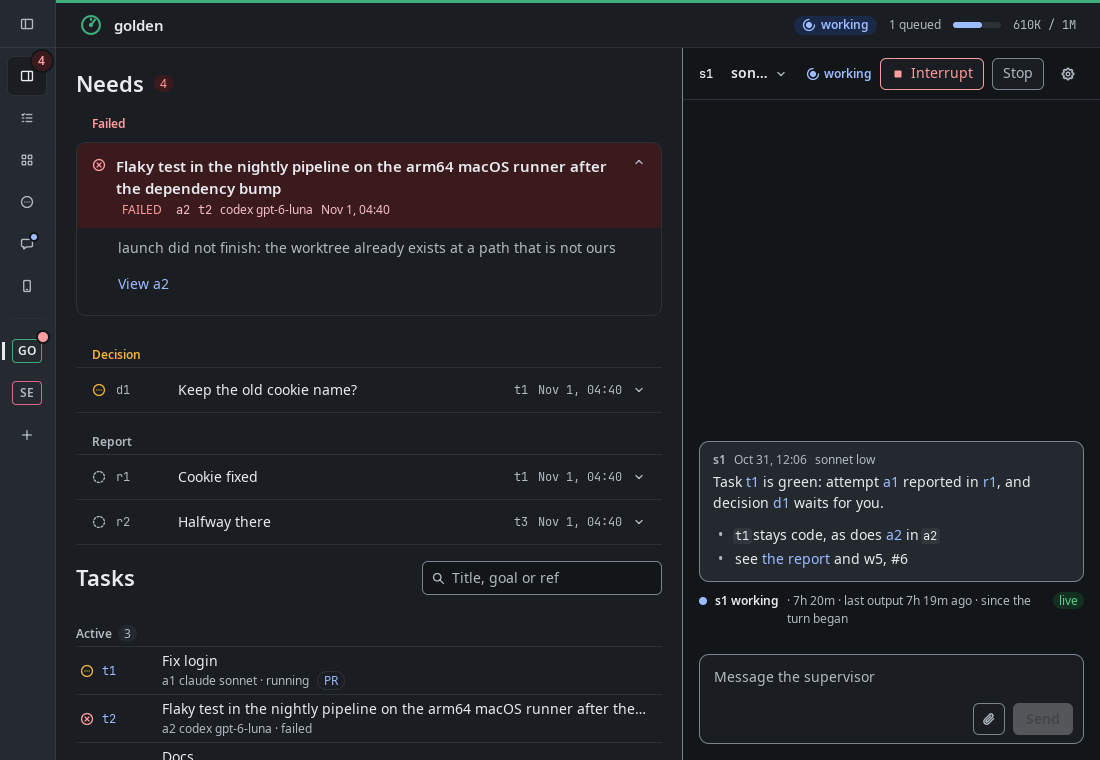 golden
working
1 queued
610K / 1M
4
GO
SE
Needs 4
Failed
Flaky test in the nightly pipeline on the arm64 macOS runner after
the dependency bump
FAILED a2 t2 codex gpt-6-luna Nov 1, 04:40
launch did not finish: the worktree already exists at a path that is not ours
View a2
Decision
d1 Keep the old cookie name? t1 Nov 1, 04:40
Report
r1 Cookie fixed t1 Nov 1, 04:40
r2 Halfway there t3 Nov 1, 04:40
Tasks
Title, goal or ref
Active 3
t1 Fix login
a1 claude sonnet · running PR
t2 Flaky test in the nightly pipeline on the arm64 macOS runner after the…
a2 codex gpt-6-luna · failed
Docs
s1 son… working Interrupt Stop
s1 Oct 31, 12:06 sonnet low
Task t1 is green: attempt a1 reported in r1, and
decision d1 waits for you.
• t1 stays code, as does a2 in a2
• see the report and w5, #6
s1 working · 7h 20m · last output 7h 19m ago · since the
turn began
live
Message the supervisor
Send